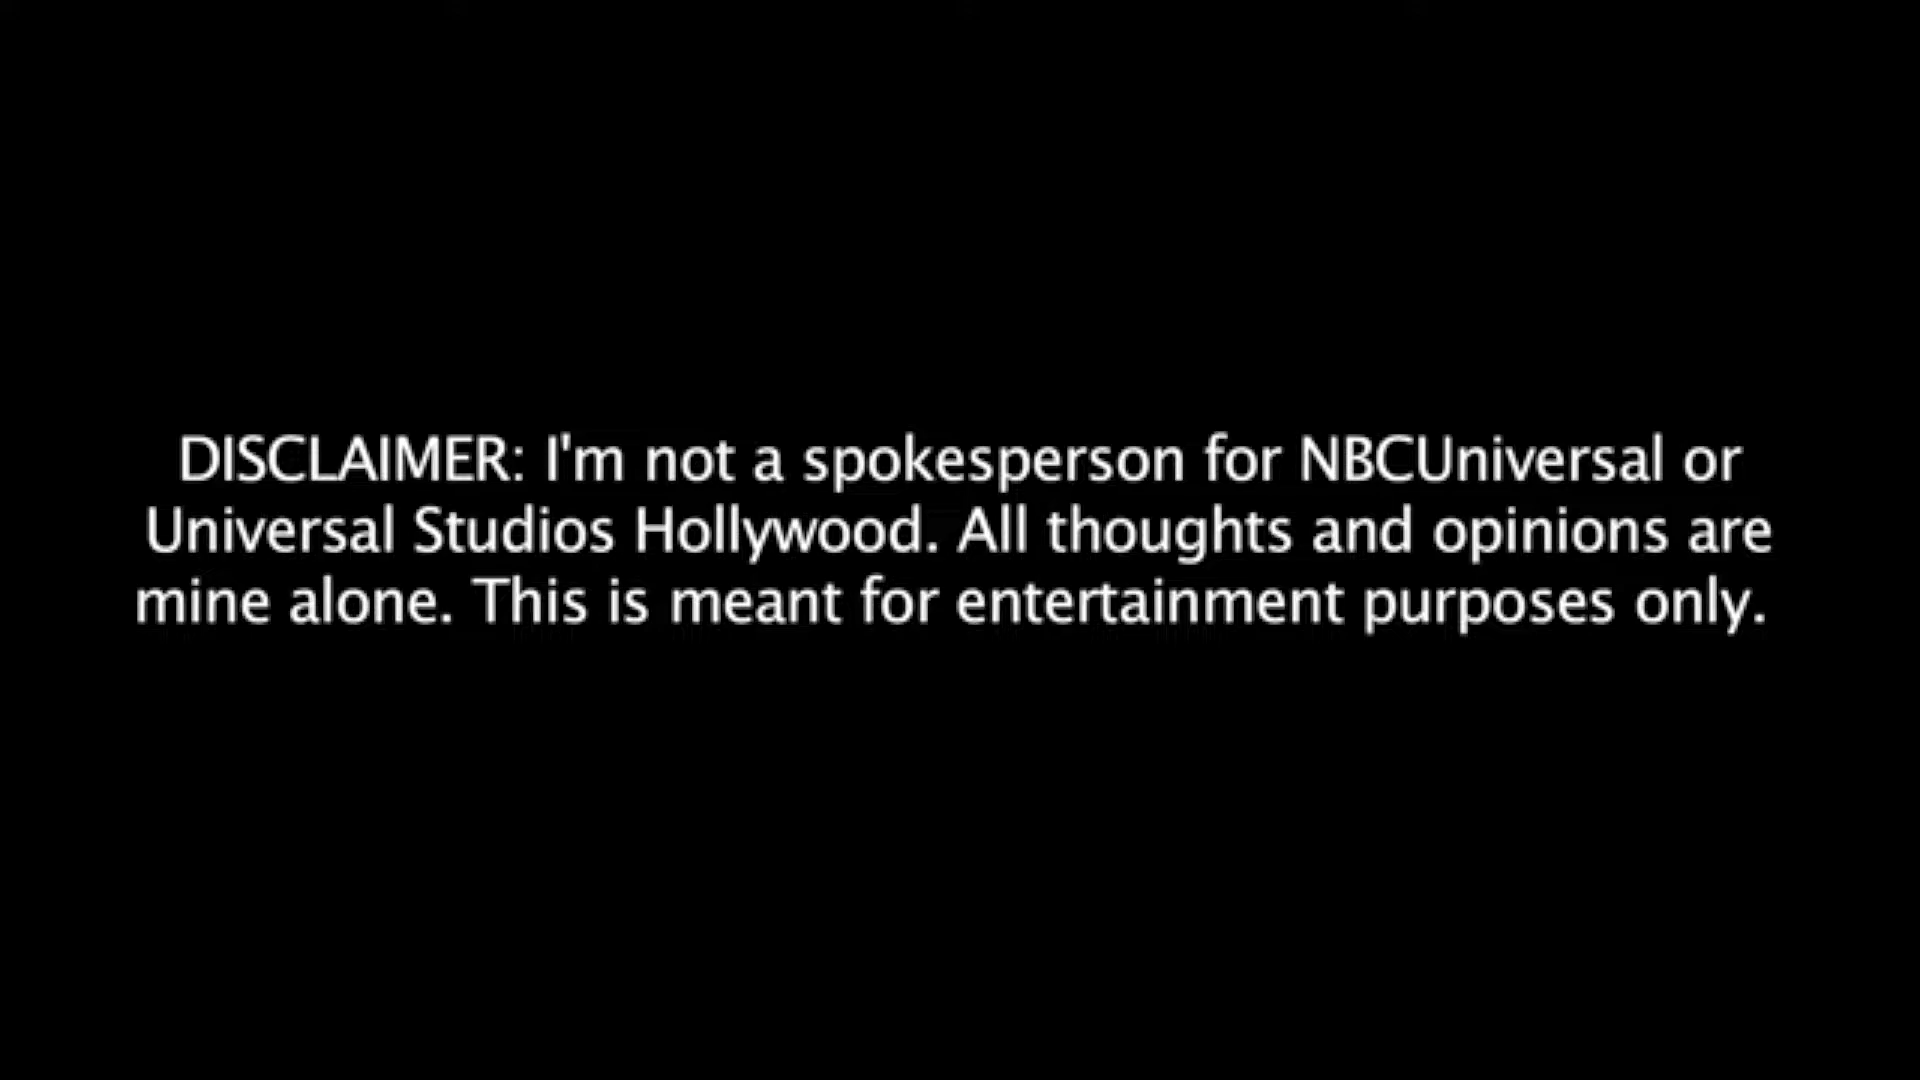 DISCLAIMER: I'm not a spokesperson for NBCUniversal or
Universal Studios Hollywood. All thoughts and opinions are
mine alone. This is meant for entertainment purposes only.